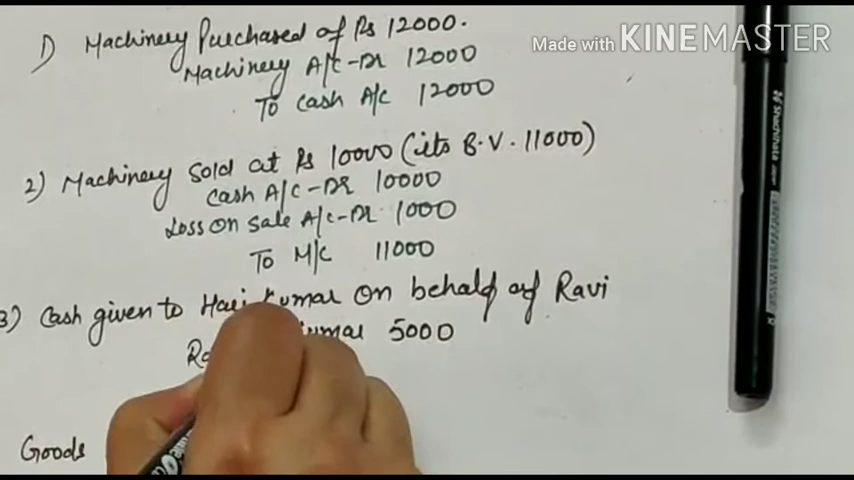 Made with KINEMASTER
1) Machinery Purchased of Rs 12000.
Machinery A/C - Dr 12000
To Cash A/c 12000
2) Machinery Sold at Rs 10000 (its B.V. 11000)
Cash A/C - Dr 10000
Loss On Sale A/C - Dr 1000
To M/C 11000
3) Cash given to Hari Kumar On behalf of Ravi
Kumar 5000
Goods